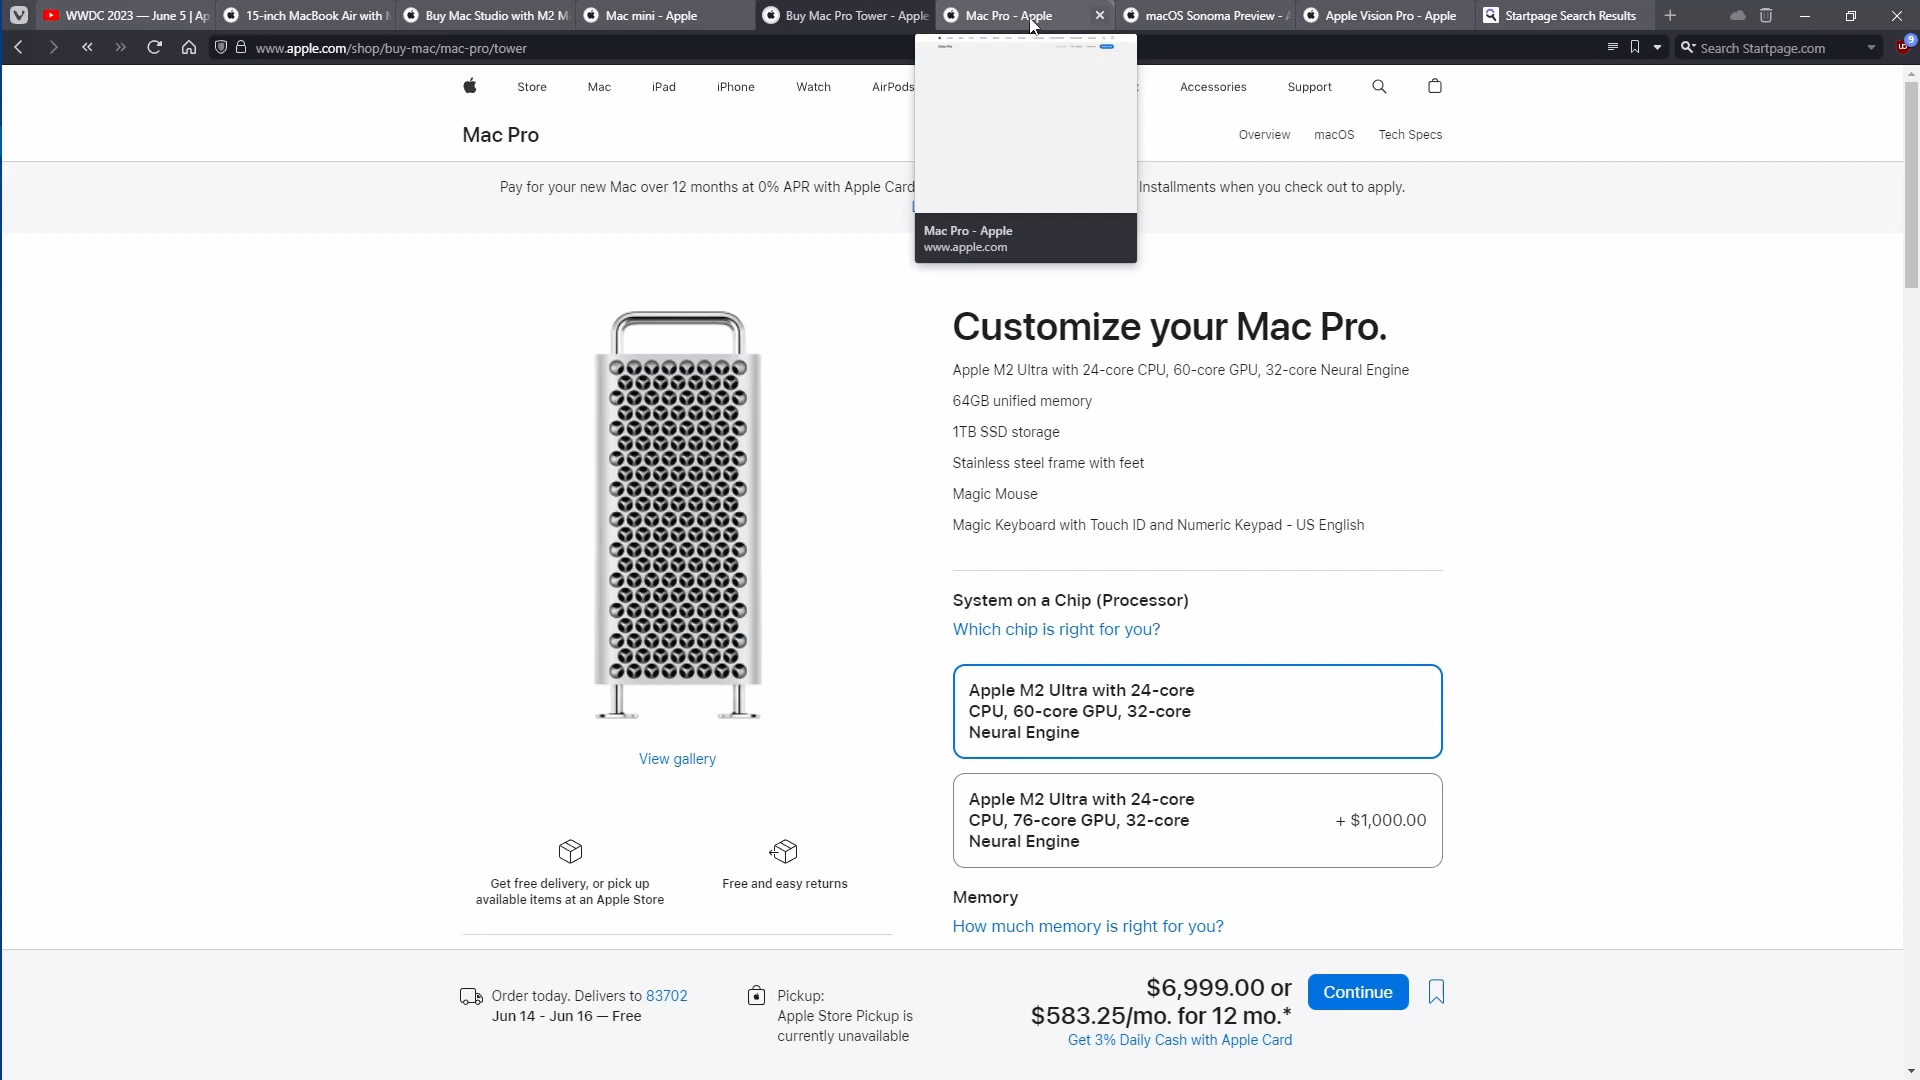 WWDC 2023 — June 5 | Ap
15-inch MacBook Air with
Buy Mac Studio with M2 M
Mac mini - Apple
Buy Mac Pro Tower - Apple
Mac Pro - Apple
macOS Sonoma Preview - A
Apple Vision Pro - Apple
Startpage Search Results
www.apple.com/shop/buy-mac/mac-pro/tower
Search Startpage.com
9
Store
Mac
iPad
iPhone
Watch
AirPods
Accessories
Support
Mac Pro
Overview
macOS
Tech Specs
Pay for your new Mac over 12 months at 0% APR with Apple Card
Installments when you check out to apply.
Mac Pro - Apple
www.apple.com
Customize your Mac Pro.
Apple M2 Ultra with 24-core CPU, 60-core GPU, 32-core Neural Engine
64GB unified memory
1TB SSD storage
Stainless steel frame with feet
Magic Mouse
Magic Keyboard with Touch ID and Numeric Keypad - US English
System on a Chip (Processor)
Which chip is right for you?
Apple M2 Ultra with 24-core
CPU, 60-core GPU, 32-core
Neural Engine
Apple M2 Ultra with 24-core
CPU, 76-core GPU, 32-core
Neural Engine
+ $1,000.00
View gallery
Get free delivery, or pick up
available items at an Apple Store
Free and easy returns
Memory
How much memory is right for you?
Order today. Delivers to 83702
Jun 14 - Jun 16 — Free
Pickup:
Apple Store Pickup is
currently unavailable
$6,999.00 or
$583.25/mo. for 12 mo.*
Get 3% Daily Cash with Apple Card
Continue